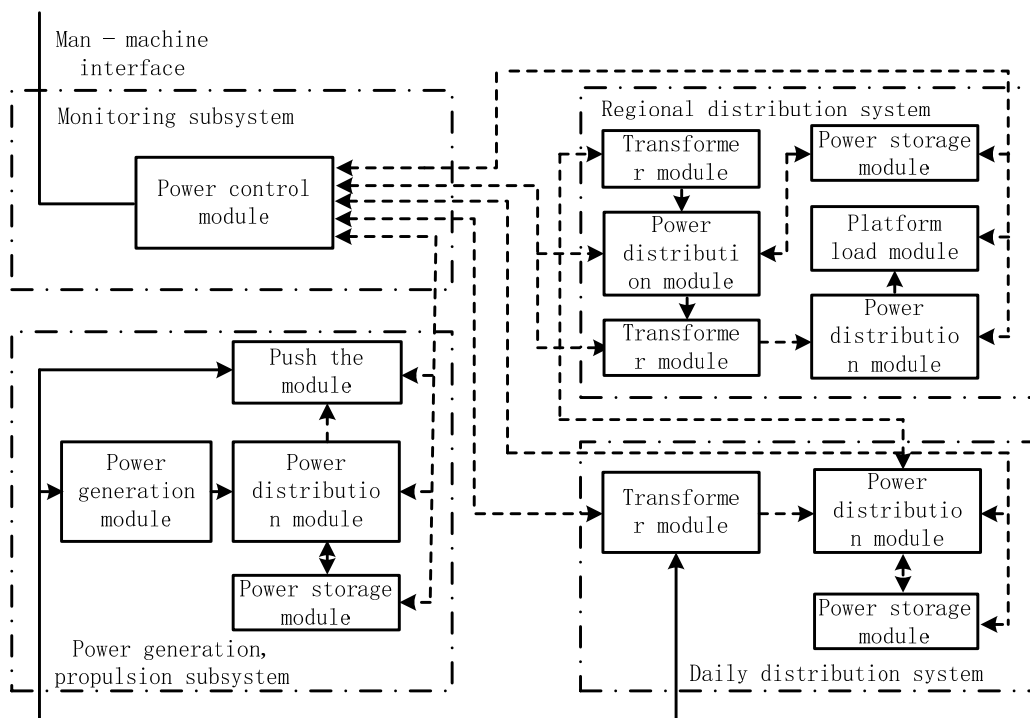 Man - machine
interface
Monitoring subsystem
Power control
module
Regional distribution system
Transforme
r module
Power storage
module
Power
distributi
on module
Platform
load module
Transforme
r module
Power
distributio
n module
Push the
module
Power
generation
module
Power
distributio
n module
Power storage
module
Power generation,
propulsion subsystem
Transforme
r module
Power
distributio
n module
Power storage
module
Daily distribution system